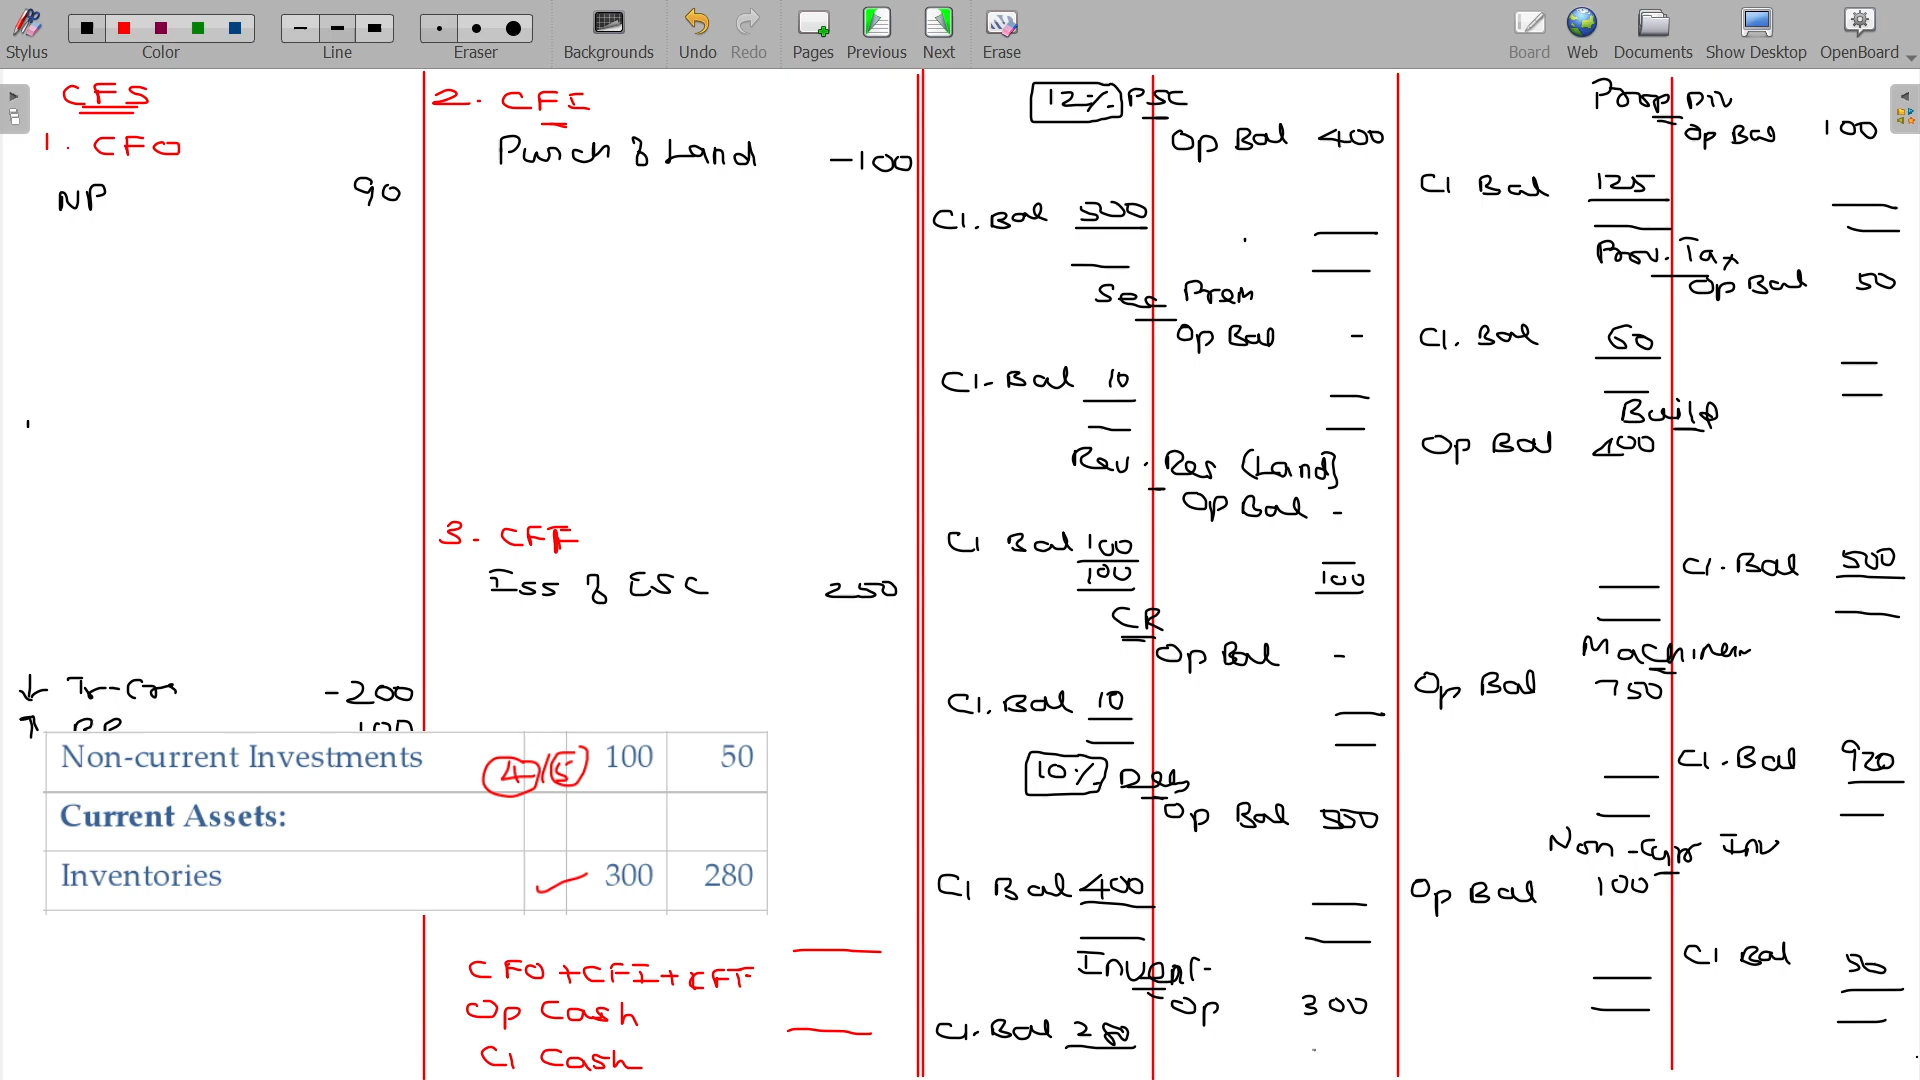 Stylus
Color
Line
Eraser
Backgrounds
Undo
Redo
Pages
Previous
Next
Erase
Board
Web
Documents
Show Desktop
OpenBoard
CFS
1. CFO
NP 90
↓ Tr-Crs -200
↑ BP 100
2. CFI
Purch of Land -100
3. CFF
Iss of ESC 250
Non-current Investments 4/5 100 50
Current Assets:
Inventories 300 280
CFO + CFI + CFF
Op Cash
Cl Cash
12% PSC
Op Bal 400
Cl. Bal 500
Sec Prem
Op Bal -
Cl. Bal 10
Rev. Res (Land)
Op Bal -
Cl Bal 100
100 100
CR
Op Bal -
Cl. Bal 10
10% Debs
Op Bal 500
Cl Bal 400
Invent-
Op 300
Cl. Bal 280
Prop Div
Op Bal 100
Cl Bal 125
Prov. Tax
Op Bal 50
Cl. Bal 60
Build
Op Bal 400
Cl. Bal 500
Machinery
Op Bal 750
Cl. Bal 920
Non-Curr Inv
Op Bal 100
Cl Bal 50